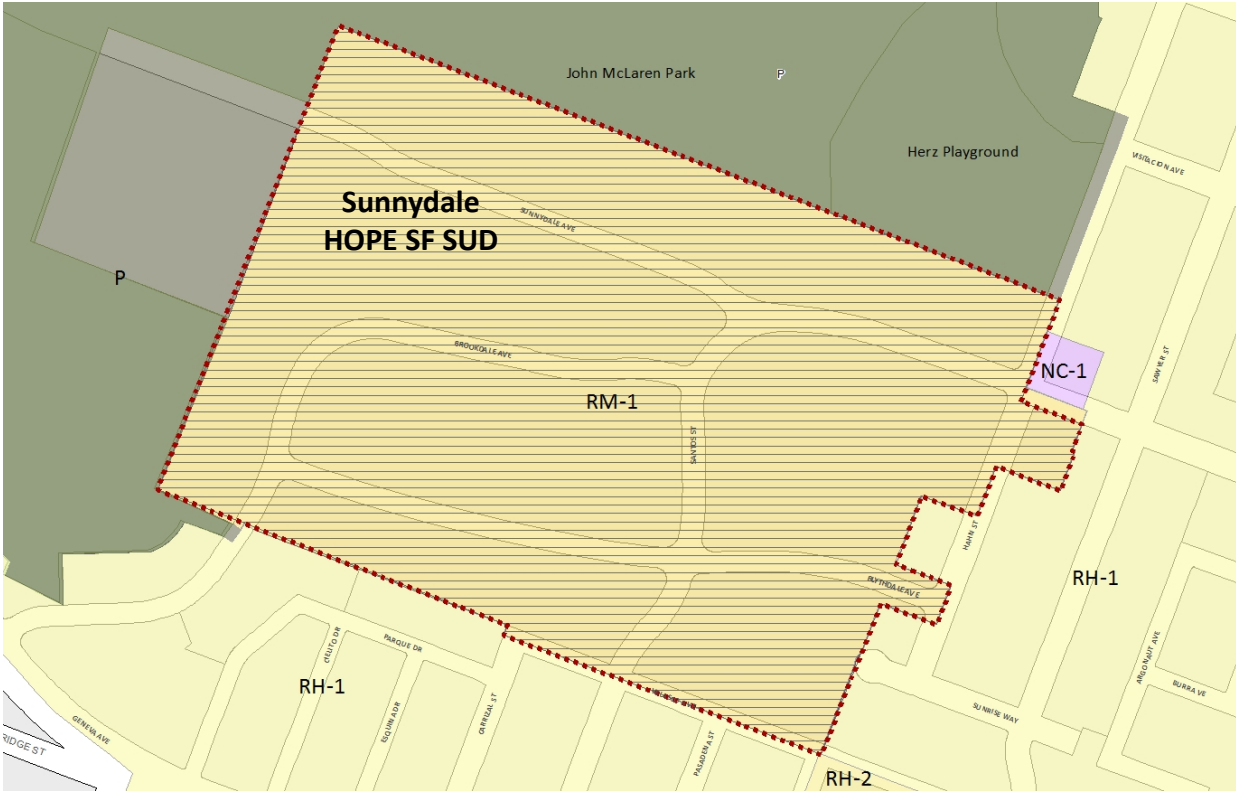 John McLaren Park
P
Herz Playground
VISITACION AVE
Sunnydale
HOPE SF SUD
SUNNYDALE AVE
P
BROOKDALE AVE
NC-1
SAWYER ST
RM-1
SANTOS ST
HAHN ST
BLYTHDALE AVE
RH-1
CIELITO DR
PARQUE DR
RH-1
ESQUINA DR
CARRIZAL ST
ARGONAUT AVE
BURR AVE
SUNRISE WAY
GENEVA AVE
RIDGE ST
PASADENA ST
RH-2